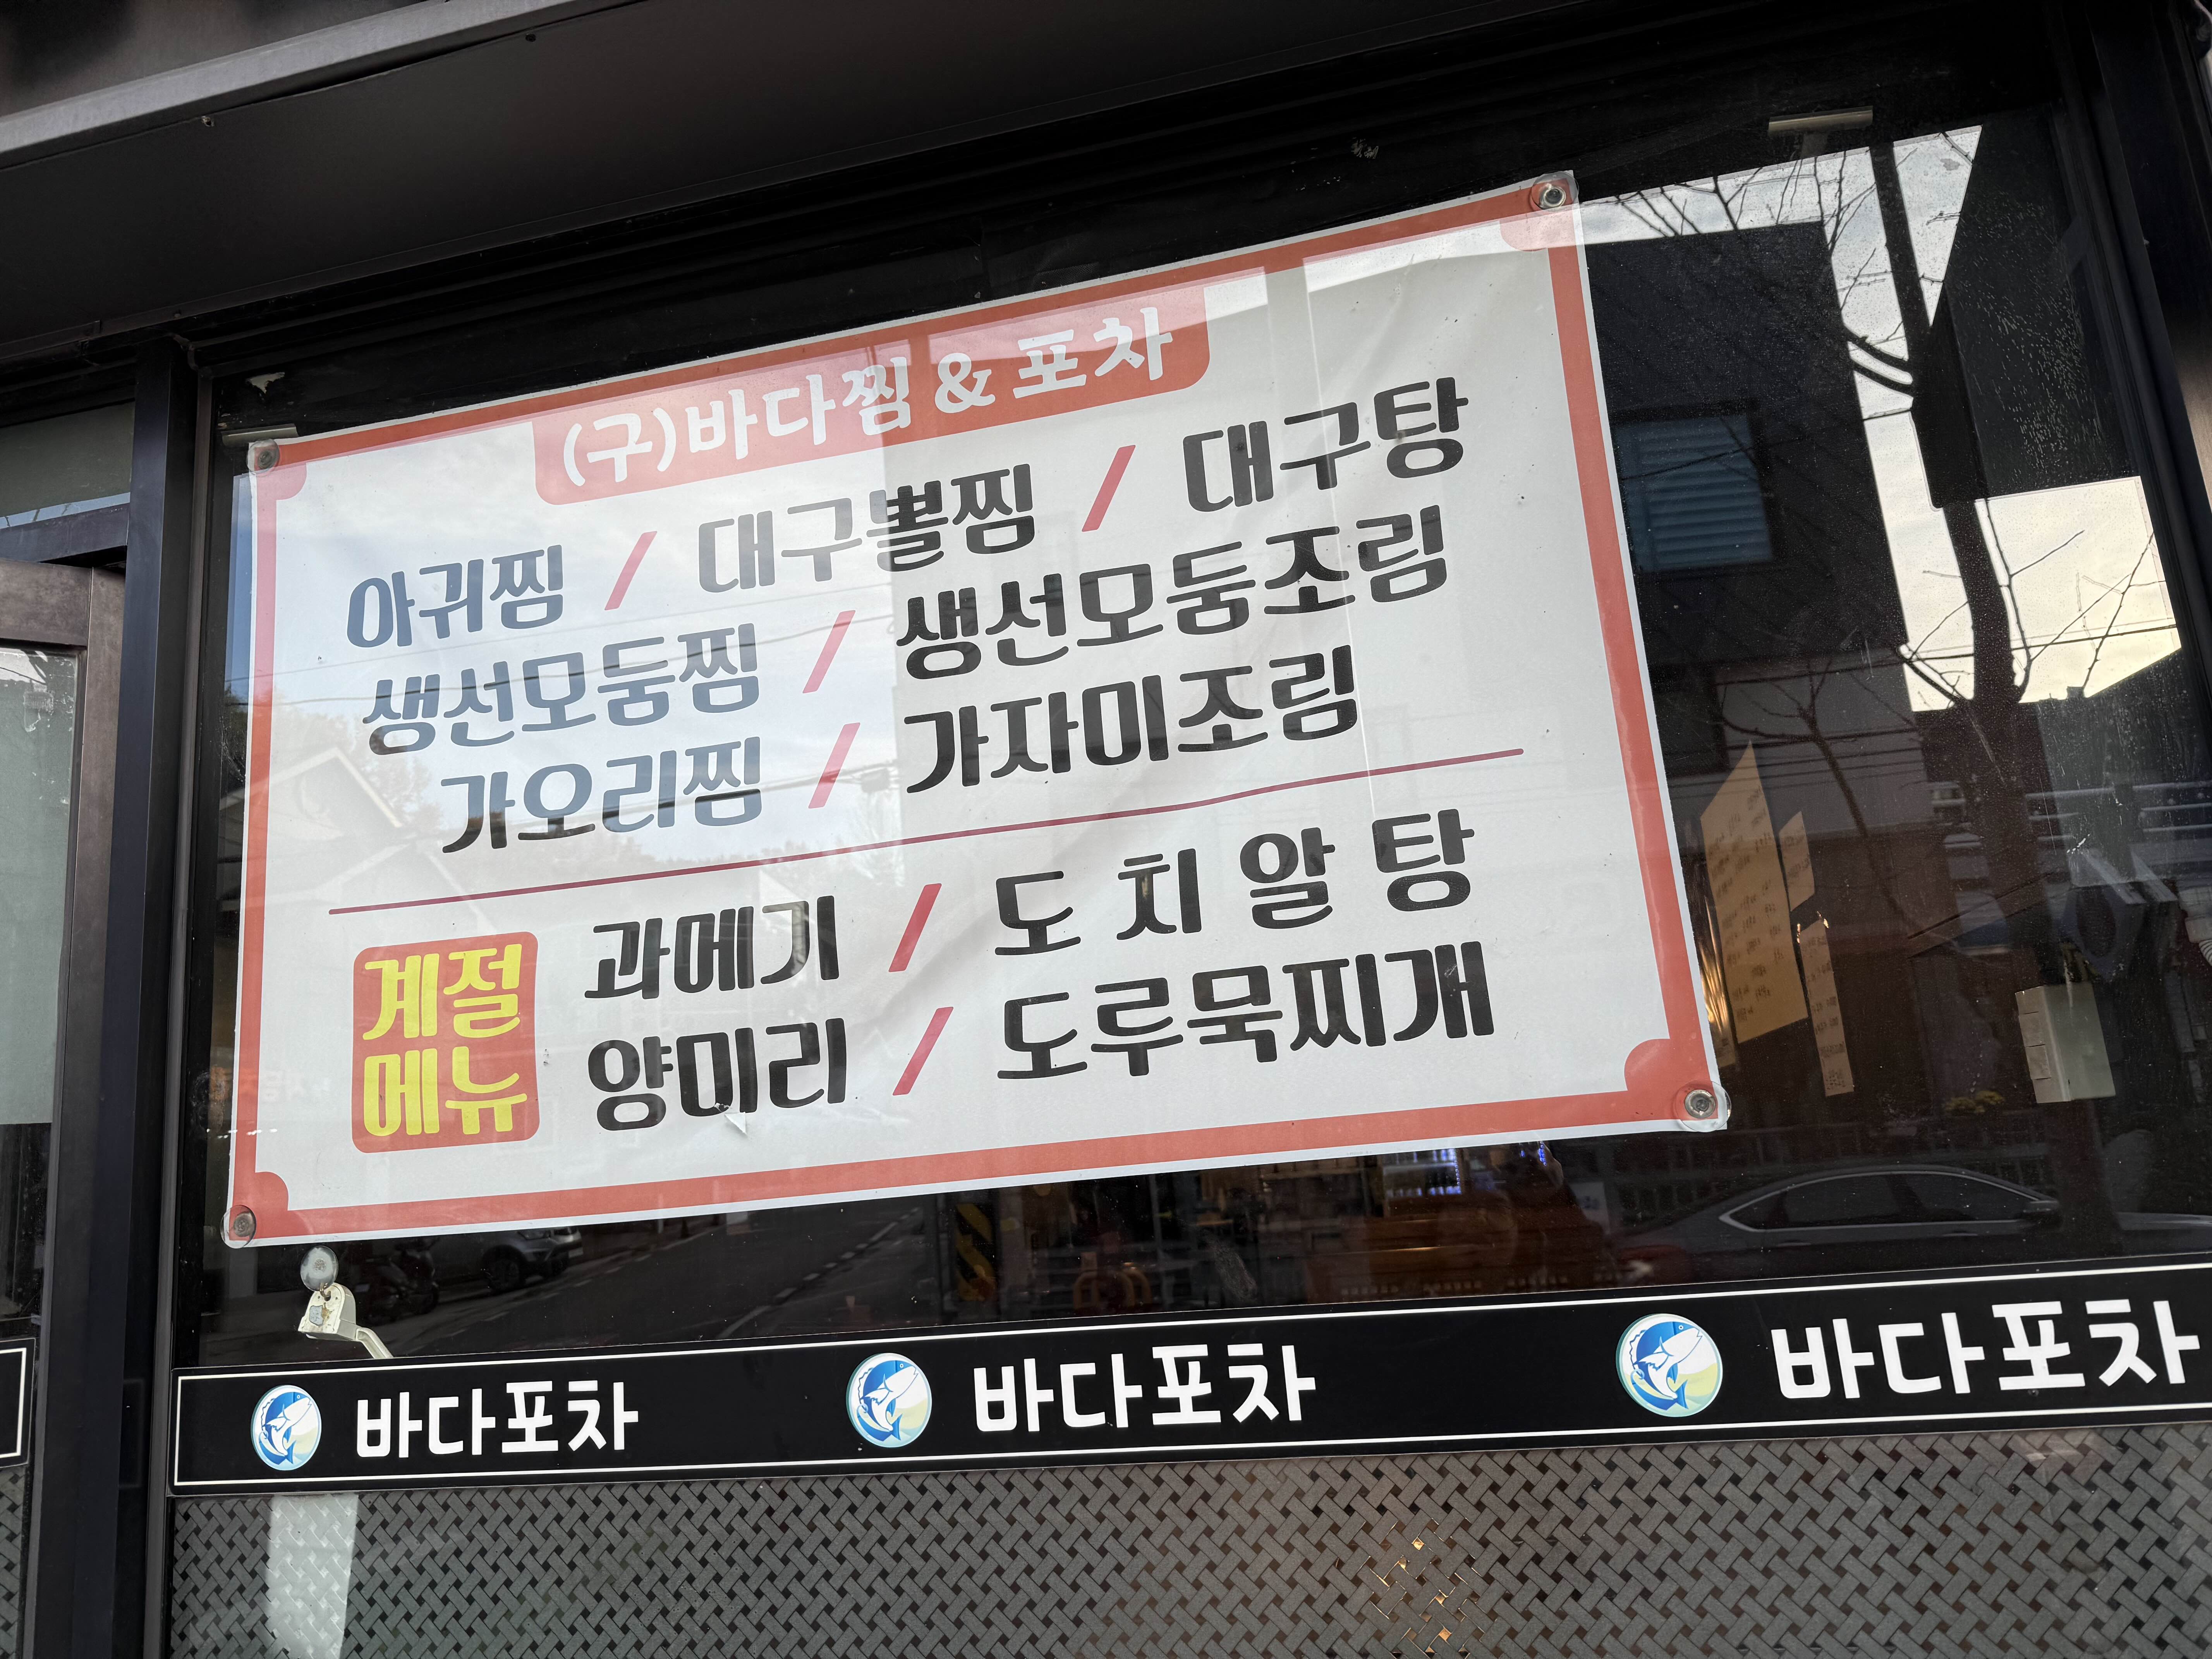 (구)바다찜 & 포차
아귀찜 / 대구뽈찜 / 대구탕
생선모둠찜 / 생선모둠조림
가오리찜 / 가자미조림
계절
메뉴
과메기 / 도치알탕
양미리 / 도루묵찌개
바다포차 바다포차 바다포차